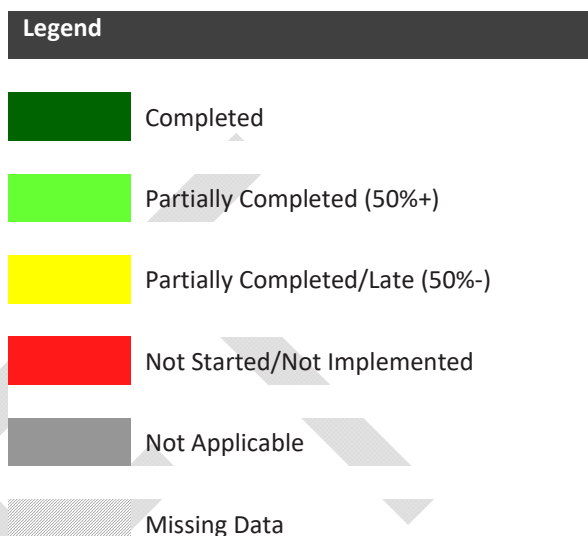 Legend
Completed
Partially Completed (50%+)
Partially Completed/Late (50%-)
Not Started/Not Implemented
Not Applicable
Missing Data